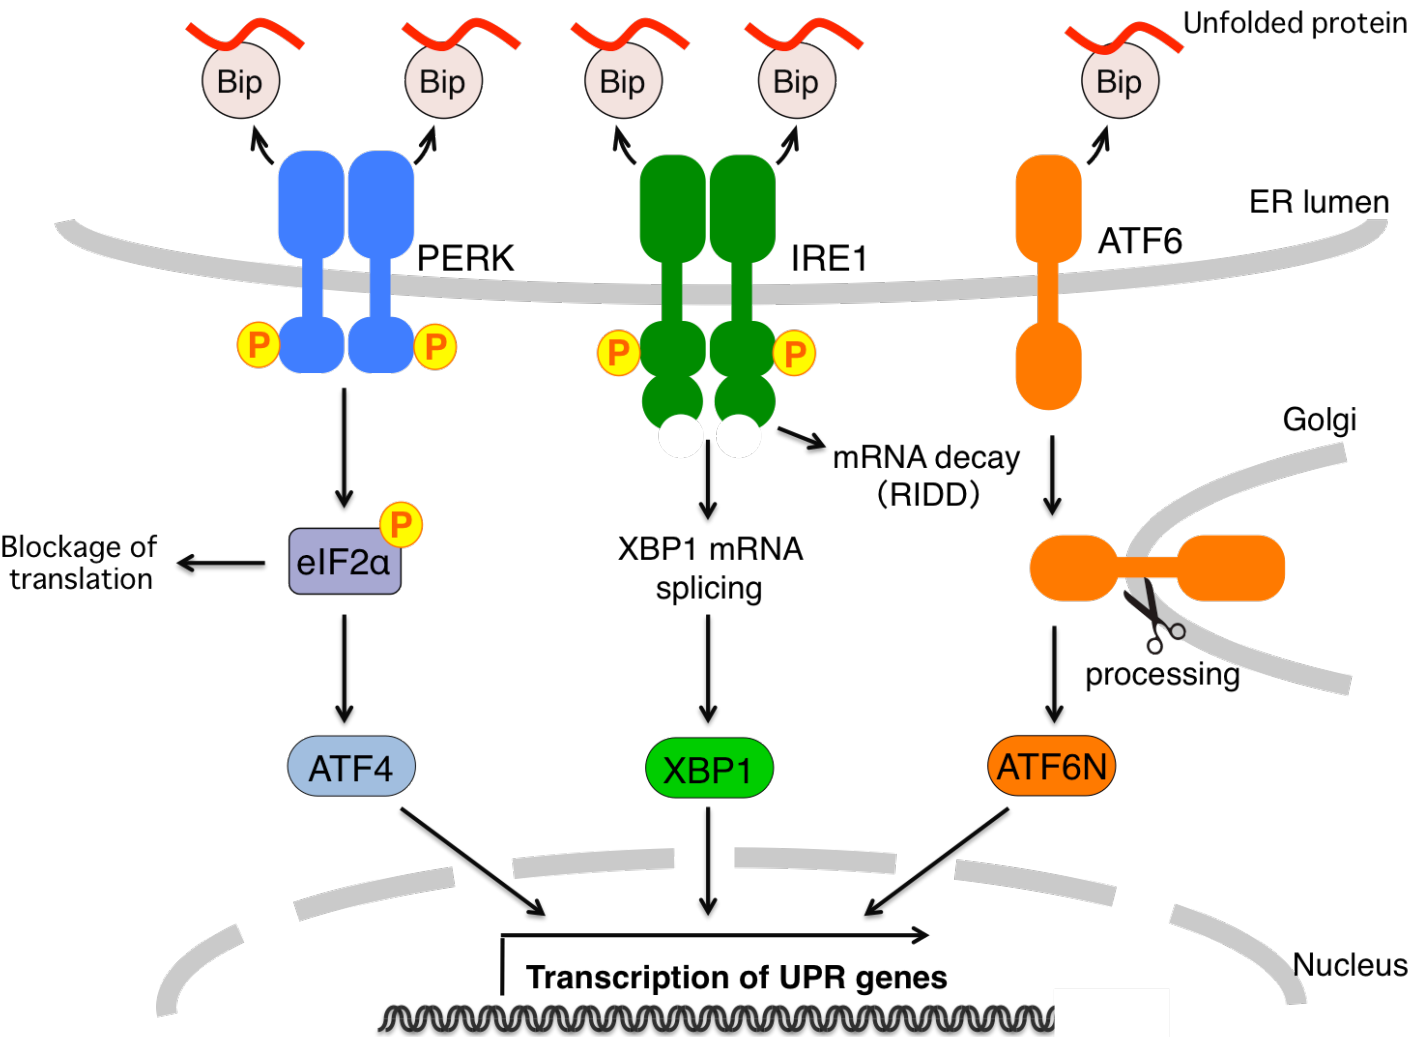 Unfolded protein
Bip
Bip
Bip
Bip
Bip
ER lumen
PERK
IRE1
ATF6
P
P
P
P
Golgi
mRNA decay
(RIDD)
P
eIF2α
Blockage of
translation
XBP1 mRNA
splicing
processing
ATF4
XBP1
ATF6N
Transcription of UPR genes
Nucleus